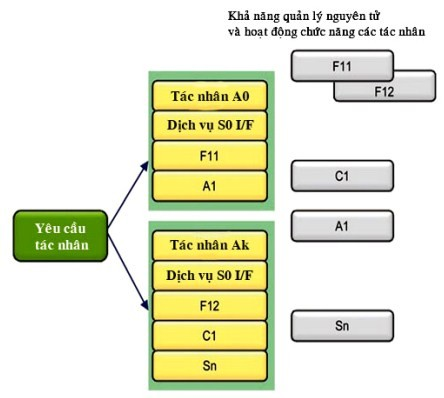 Khả năng quản lý nguyên tử
và hoạt động chức năng các tác nhân
F11
F12
Tác nhân A0
Dịch vụ S0 I/F
F11
A1
C1
A1
Yêu cầu
tác nhân
Tác nhân Ak
Dịch vụ S0 I/F
F12
C1
Sn
Sn